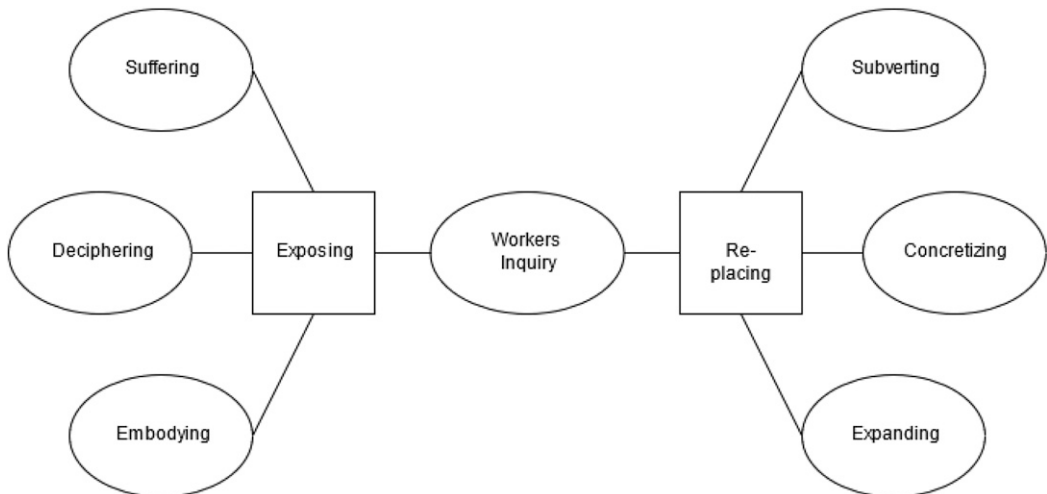 Suffering
Subverting
Deciphering
Exposing
Workers
Inquiry
Re-
placing
Concretizing
Embodying
Expanding